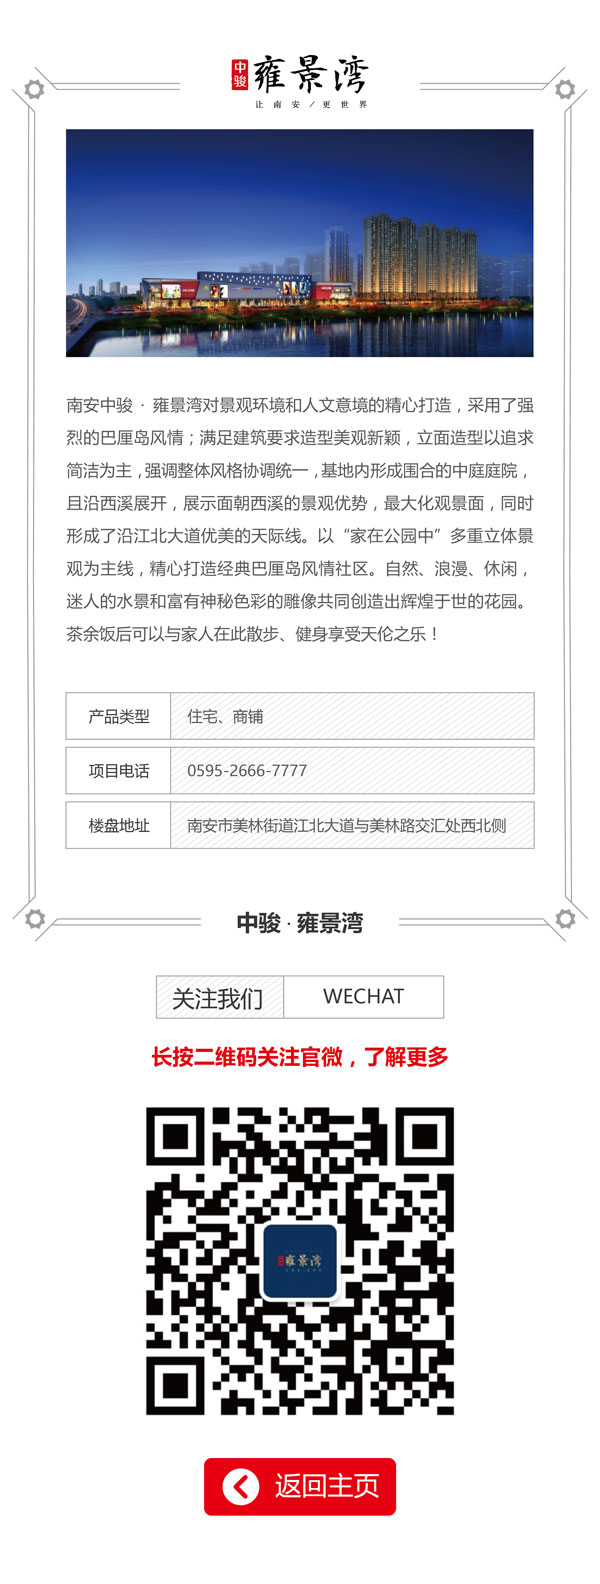 中骏 雍景湾
让南安/更世界
南安中骏 · 雍景湾对景观环境和人文意境的精心打造，采用了强
烈的巴厘岛风情；满足建筑要求造型美观新颖，立面造型以追求
简洁为主，强调整体风格协调统一，基地内形成围合的中庭庭院，
且沿西溪展开，展示面朝西溪的景观优势，最大化观景面，同时
形成了沿江北大道优美的天际线。以“家在公园中”多重立体景
观为主线，精心打造经典巴厘岛风情社区。自然、浪漫、休闲，
迷人的水景和富有神秘色彩的雕像共同创造出辉煌于世的花园。
茶余饭后可以与家人在此散步、健身享受天伦之乐！
产品类型 住宅、商铺
项目电话 0595-2666-7777
楼盘地址 南安市美林街道江北大道与美林路交汇处西北侧
中骏 · 雍景湾
关注我们 WECHAT
长按二维码关注官微，了解更多
雍景湾
返回主页